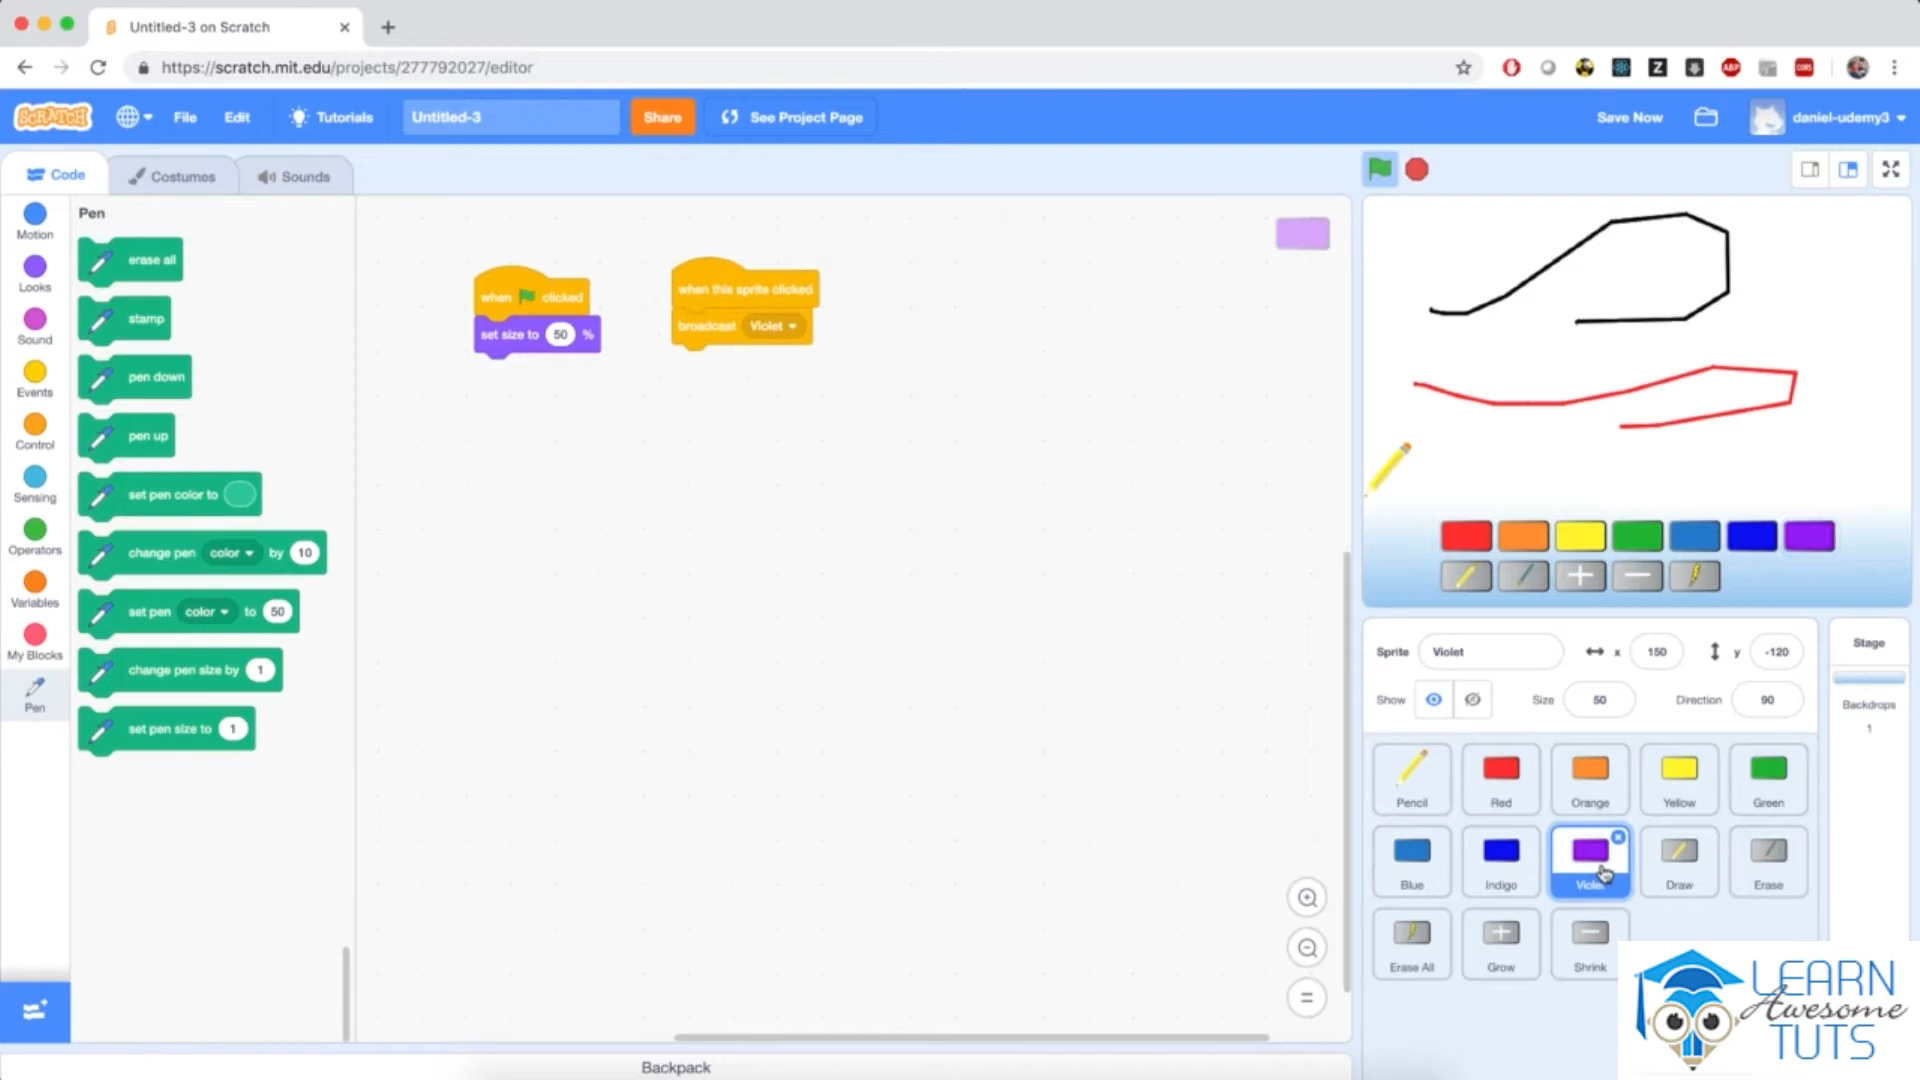 Untitled-3 on Scratch
https://scratch.mit.edu/projects/277792027/editor
ABP
CORS
Z
SCRATCH
File
Edit
Tutorials
Untitled-3
Share
See Project Page
Save Now
daniel-udemy3
Code
Costumes
Sounds
Motion
Looks
Sound
Events
Control
Sensing
Operators
Variables
My Blocks
Pen
Pen
erase all
stamp
pen down
pen up
set pen color to
change pen color by 10
set pen color to 50
change pen size by 1
set pen size to 1
when clicked
set size to 50 %
when this sprite clicked
broadcast Violet
Sprite Violet x 150 y -120
Show Size 50 Direction 90
Stage
Backdrops
1
Pencil
Red
Orange
Yellow
Green
Blue
Indigo
Violet
Draw
Erase
Erase All
Grow
Shrink
Backpack
LEARN
Awesome
TUTS